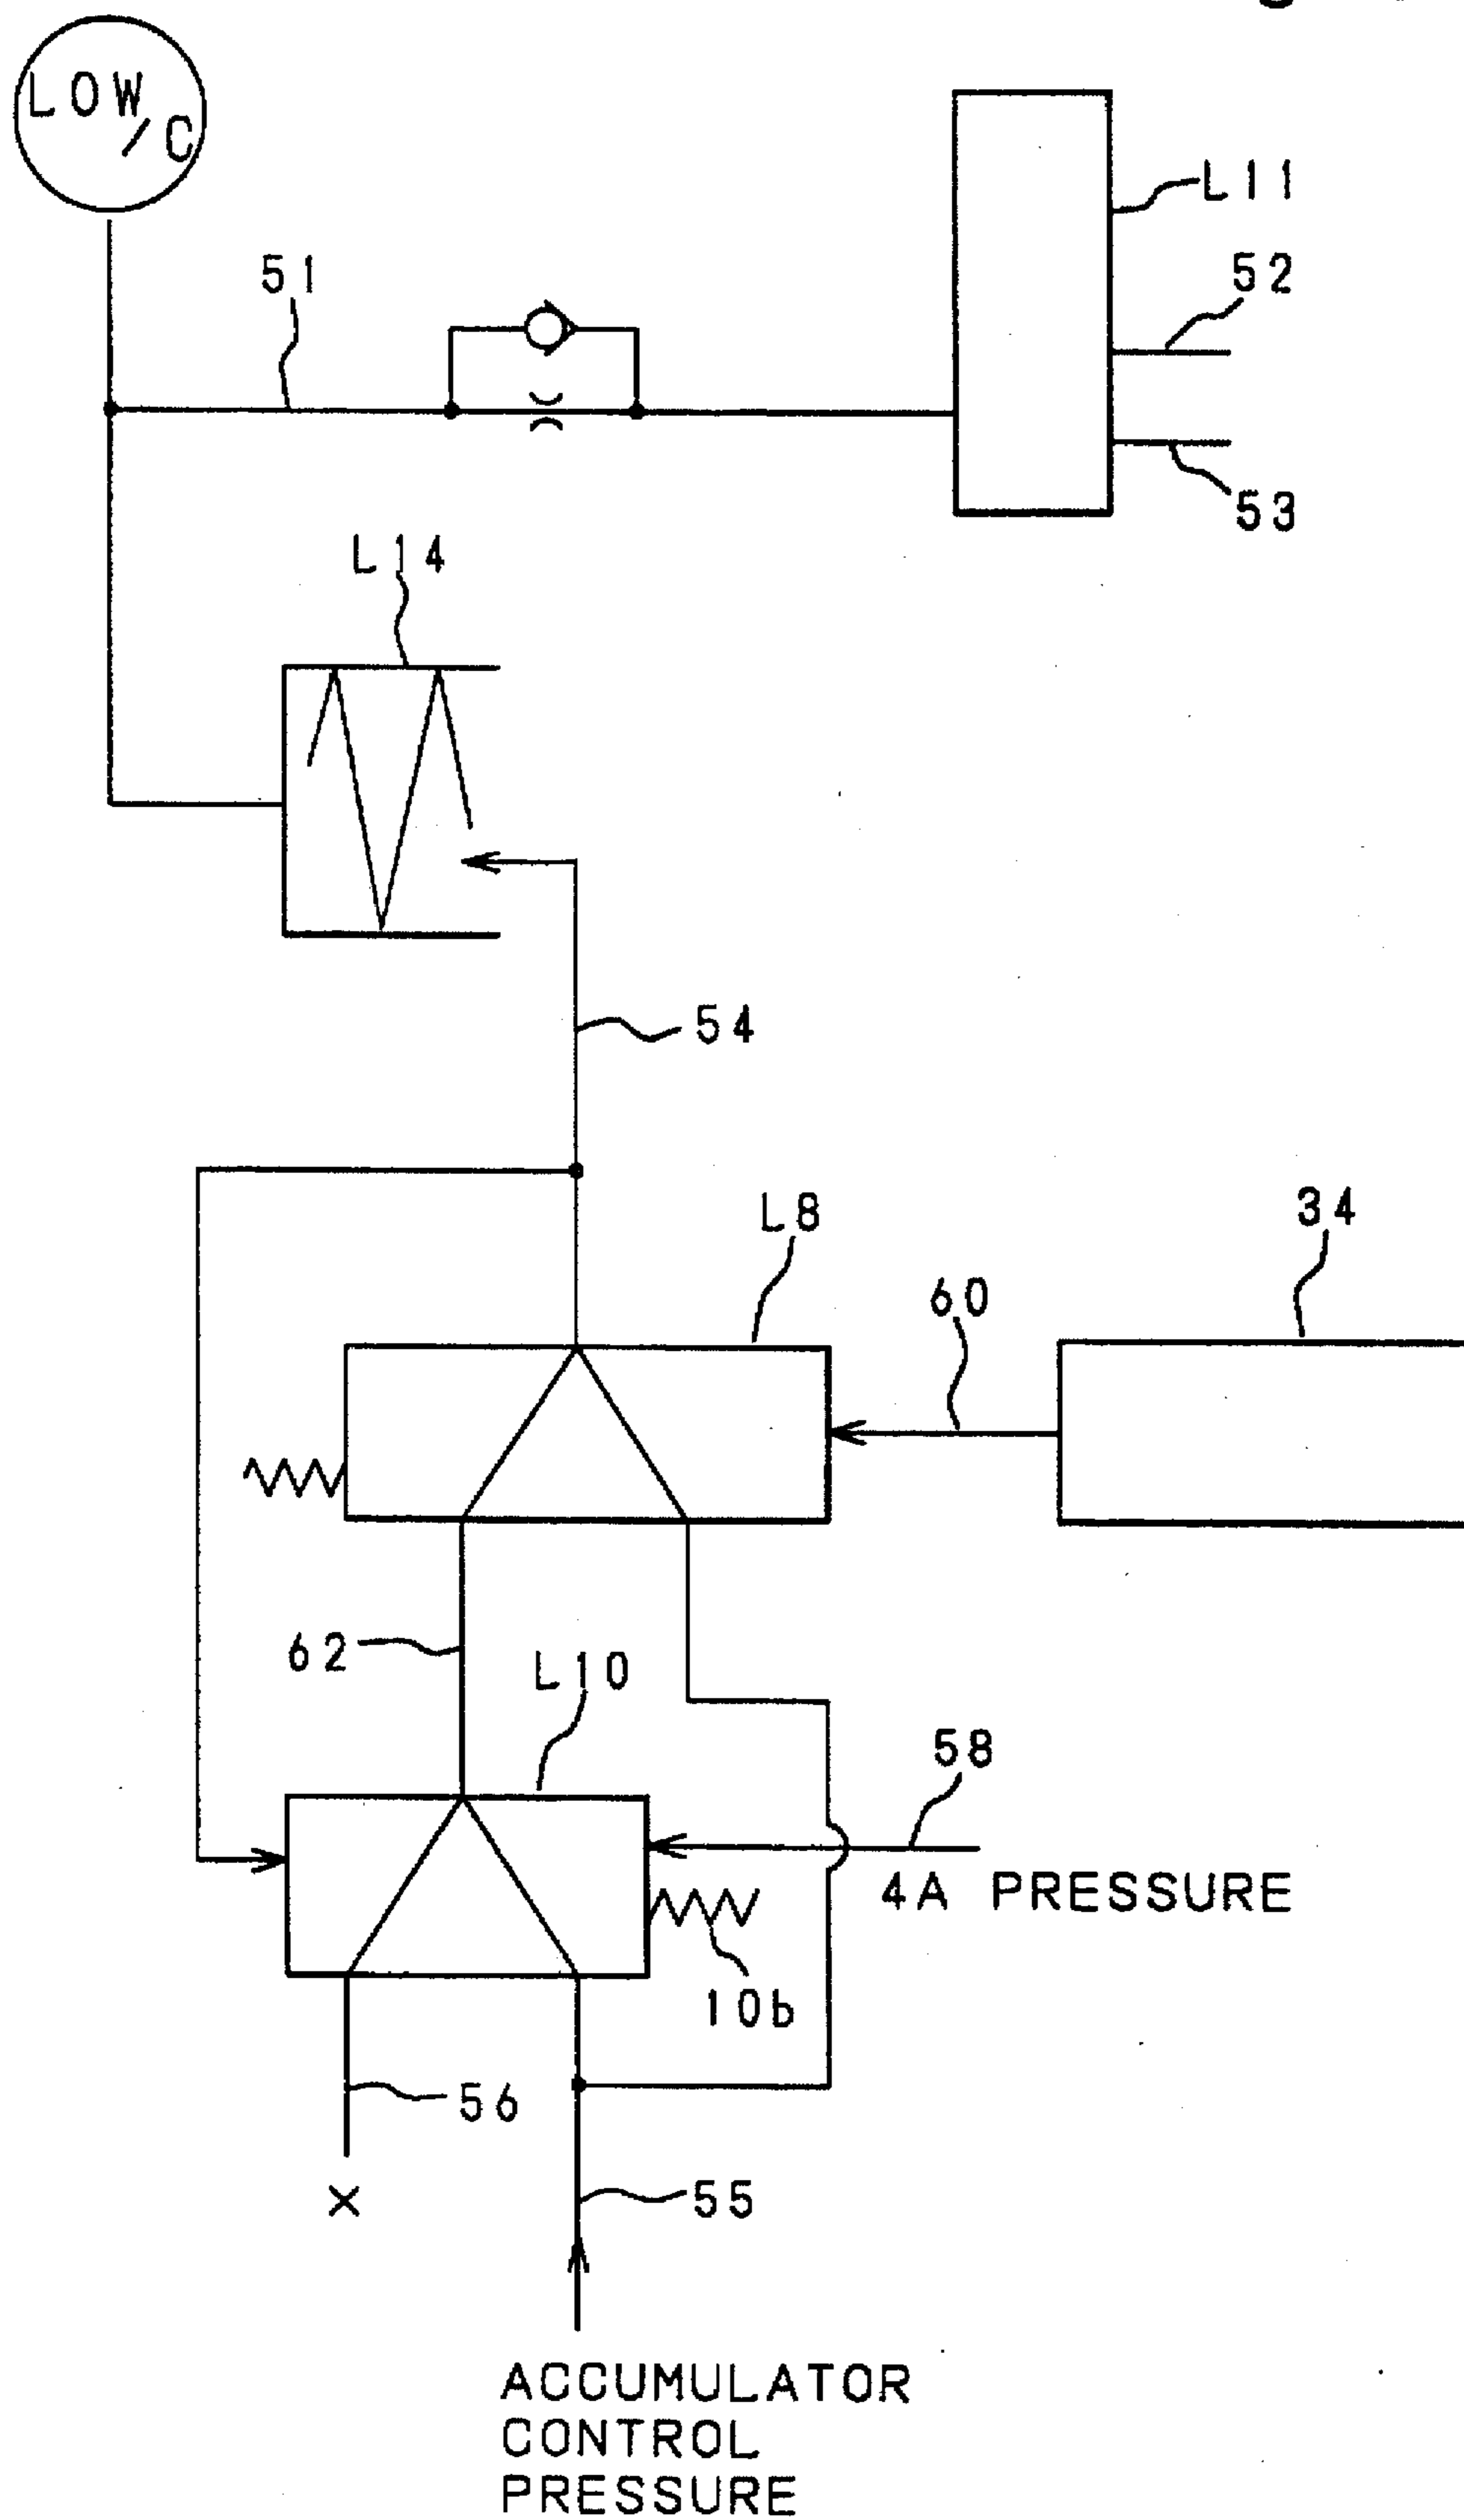 LOW
/C
L11
51
52
53
L14
54
L8
34
60
62
L10
58
4A PRESSURE
10b
56
X
55
ACCUMULATOR
CONTROL
PRESSURE